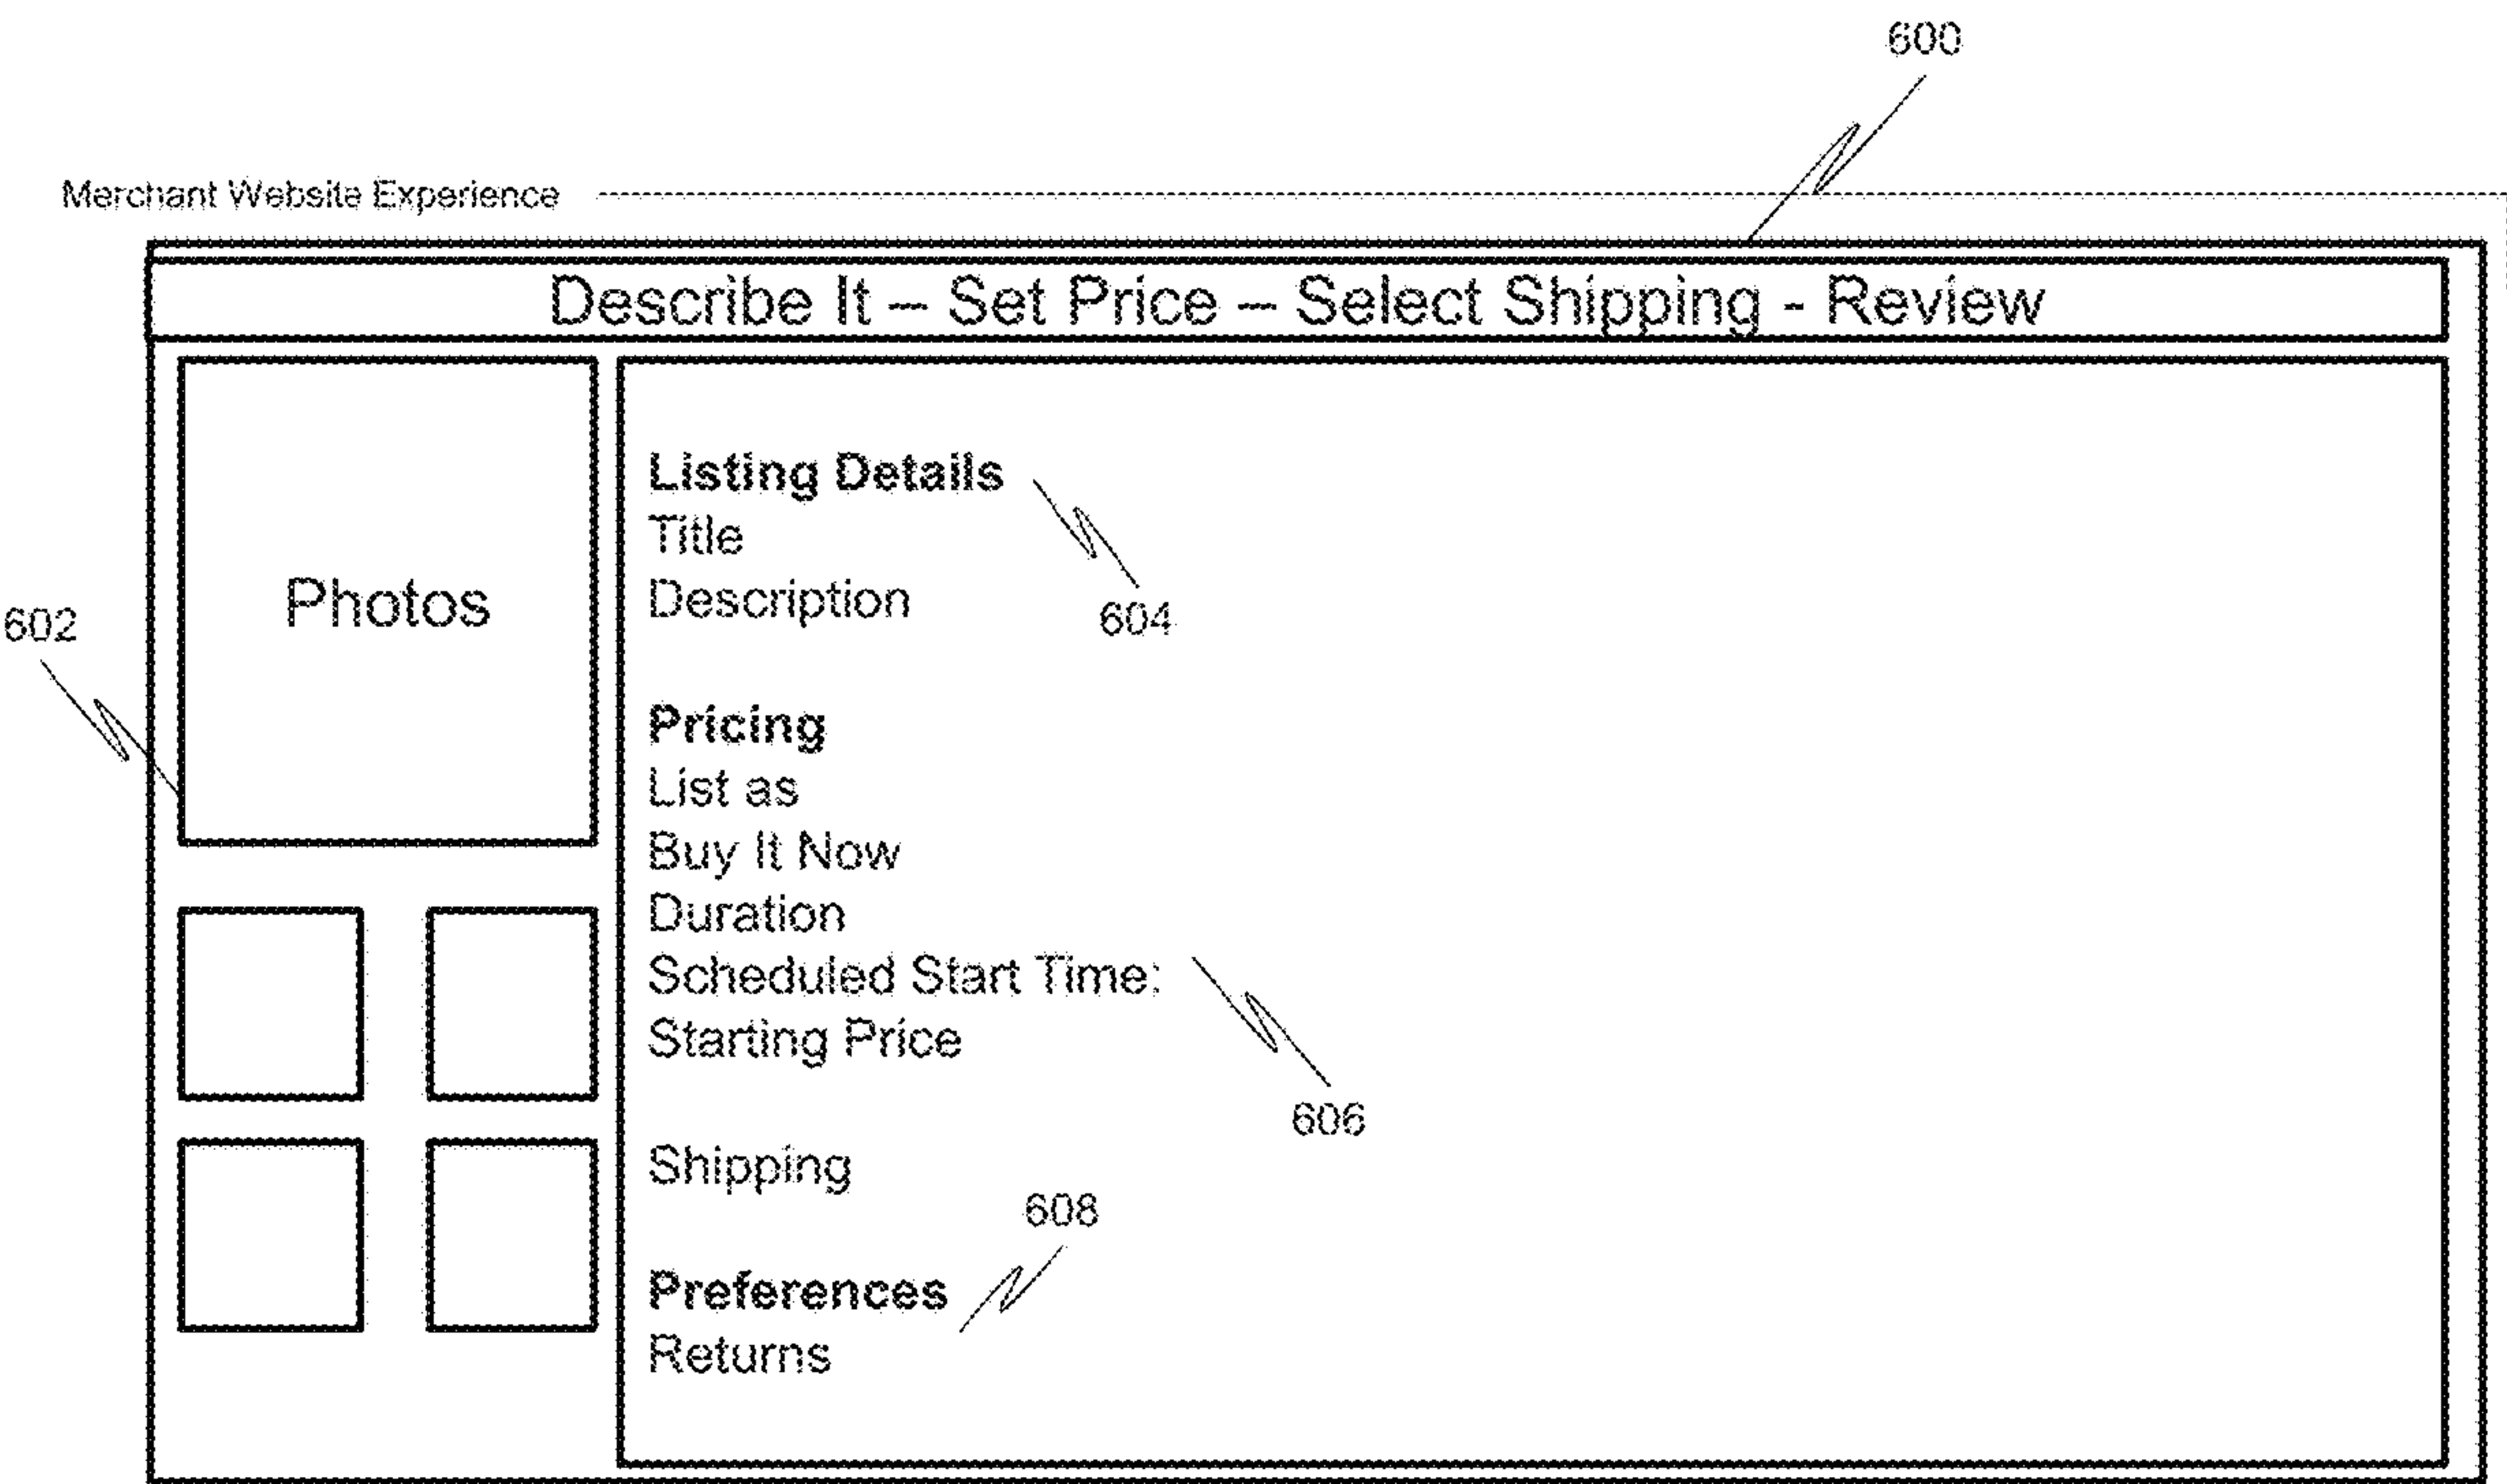 600
Merchant Website Experience
Describe It – Set Price – Select Shipping - Review
Photos
602
Listing Details
Title
Description
604
Pricing
List as
Buy It Now
Duration
Scheduled Start Time:
Starting Price
606
Shipping
608
Preferences
Returns